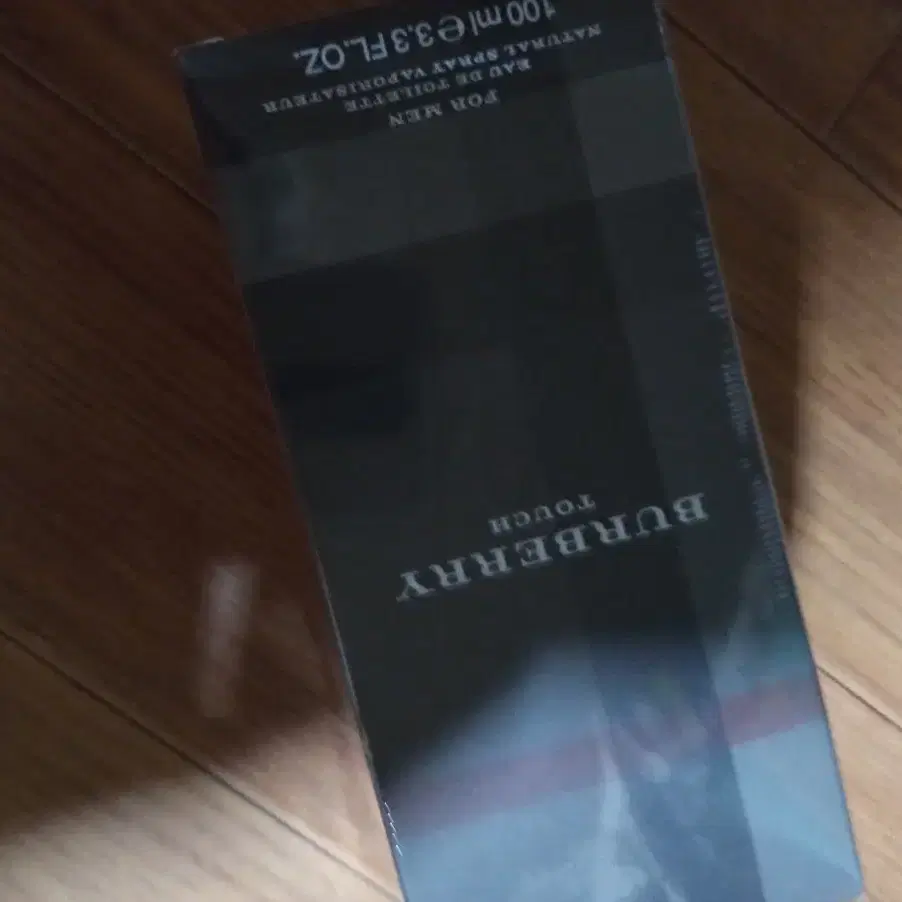 BURBERRY
TOUCH
FOR MEN
EAU DE TOILETTE
NATURAL SPRAY VAPORISATEUR
100 ml ℮ 3.3 FL.OZ.